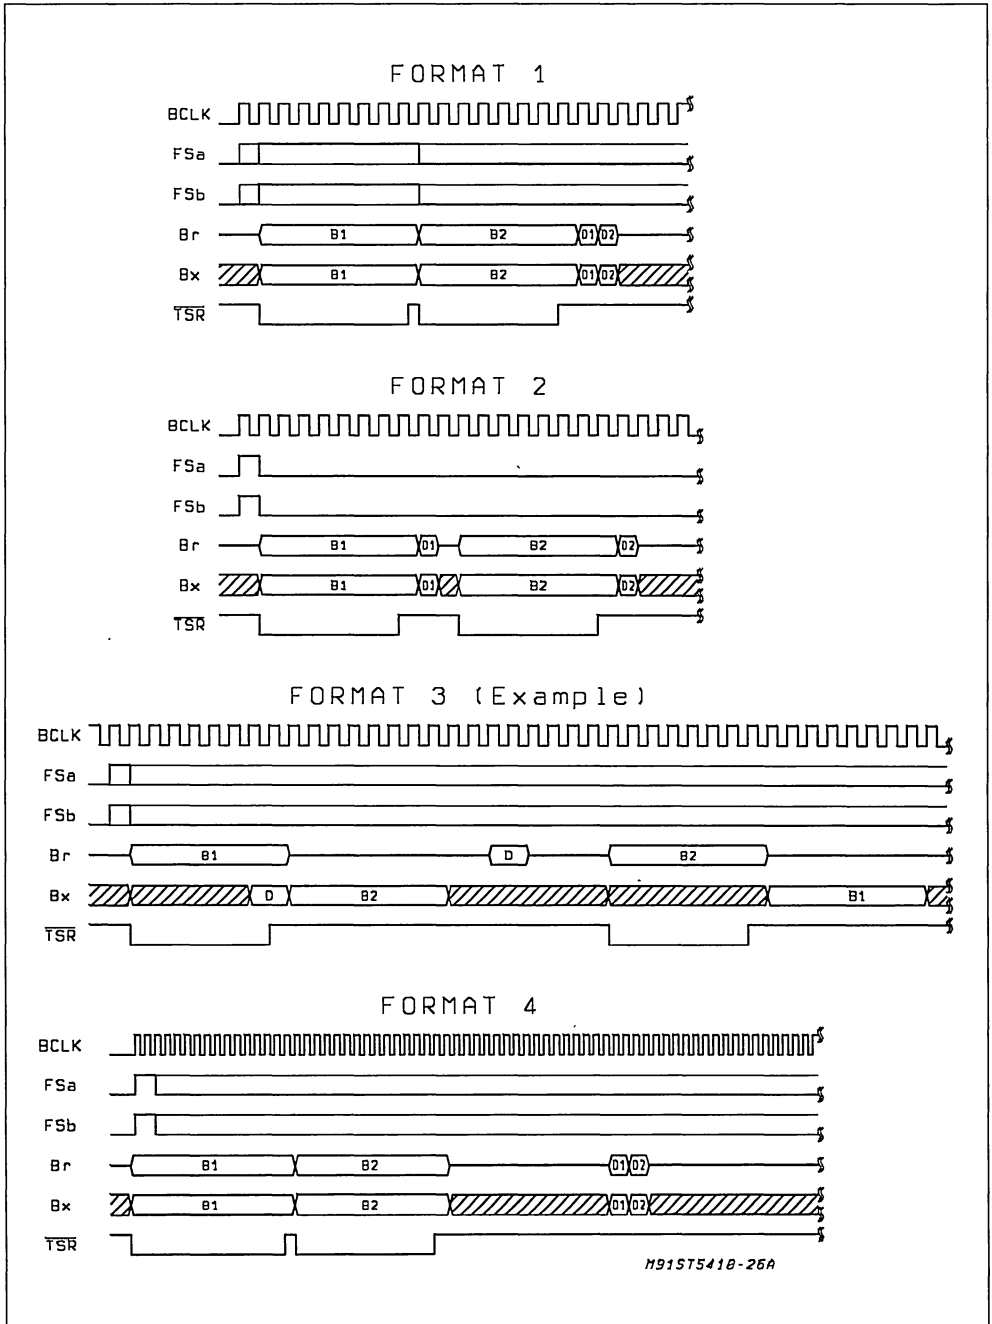 FORMAT 1
BCLK
FSa
FSb
Br B1 B2 D1 D2
Bx B1 B2 D1 D2
TSR
FORMAT 2
BCLK
FSa
FSb
Br B1 D1 B2 D2
Bx B1 D1 B2 D2
TSR
FORMAT 3 (Example)
BCLK
FSa
FSb
Br B1 D B2
Bx D B2 B1
TSR
FORMAT 4
BCLK
FSa
FSb
Br B1 B2 D1 D2
Bx B1 B2 D1 D2
TSR
M91ST5410-26A